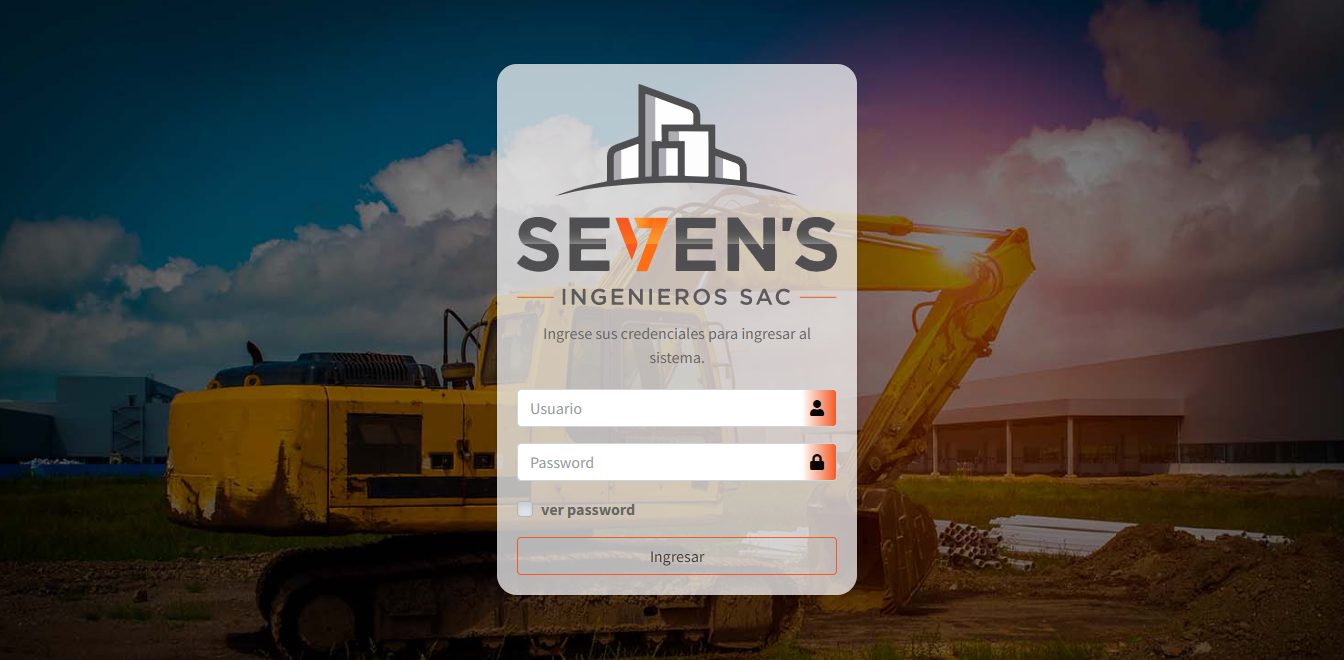 SEVEN'S
INGENIEROS SAC
Ingrese sus credenciales para ingresar al
sistema.
Usuario
Password
ver password
Ingresar